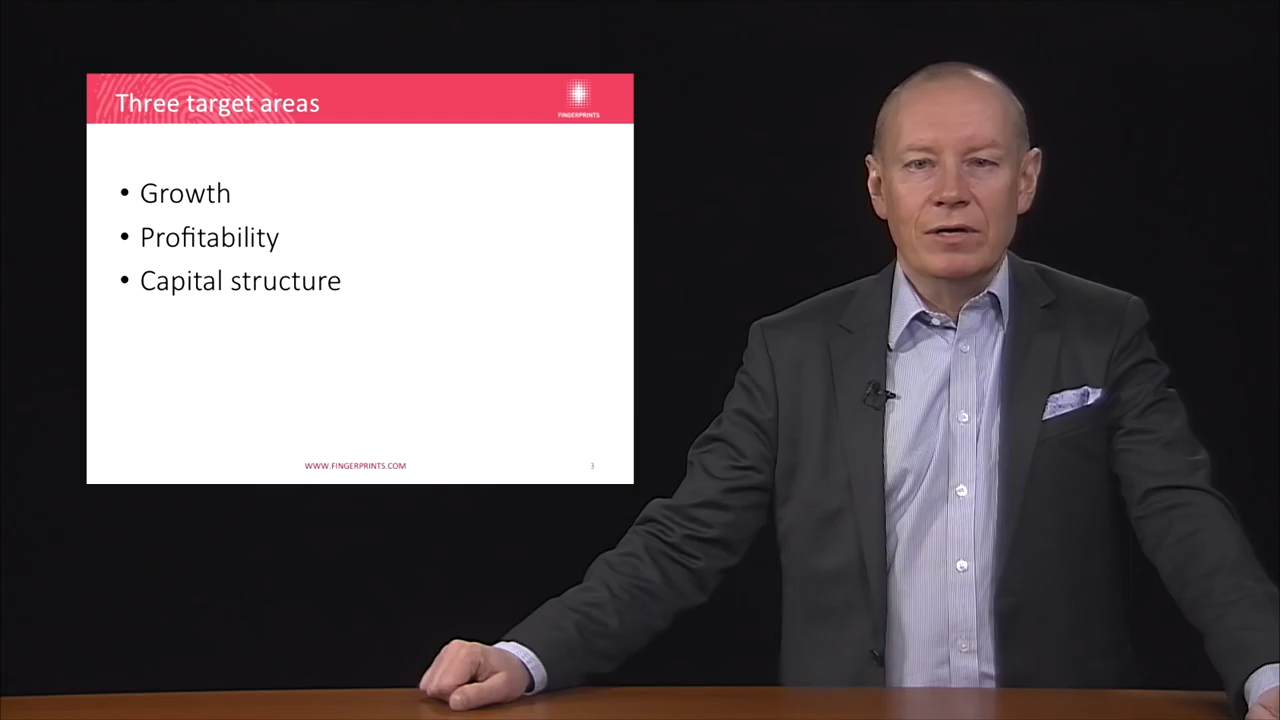 Three target areas
FINGERPRINTS
• Growth
• Profitability
• Capital structure
WWW.FINGERPRINTS.COM
3